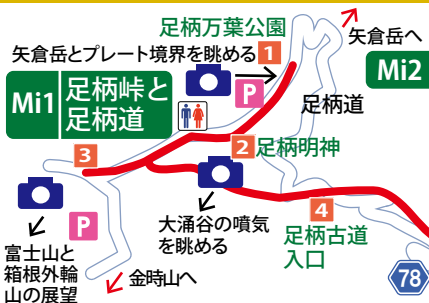 足柄万葉公園
矢倉岳とプレート境界を眺める 1
矢倉岳へ
Mi2
Mi1 足柄峠と
足柄道
P
足柄道
3
2 足柄明神
P
富士山と
箱根外輪
山の展望
大涌谷の噴気
を眺める
4
足柄古道
入口
金時山へ
78